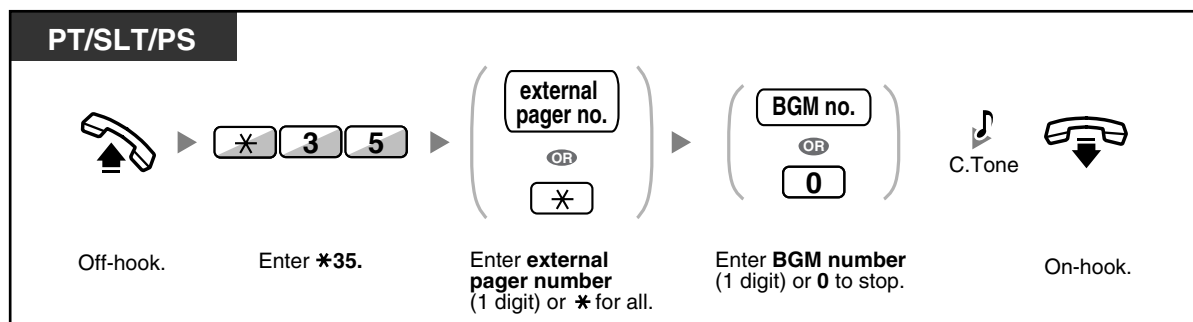 PT/SLT/PS
external
pager no.
BGM no.
* 3 5
OR
OR
C.Tone
*
0
Off-hook.
Enter *35.
Enter external
pager number
(1 digit) or * for all.
Enter BGM number
(1 digit) or 0 to stop.
On-hook.